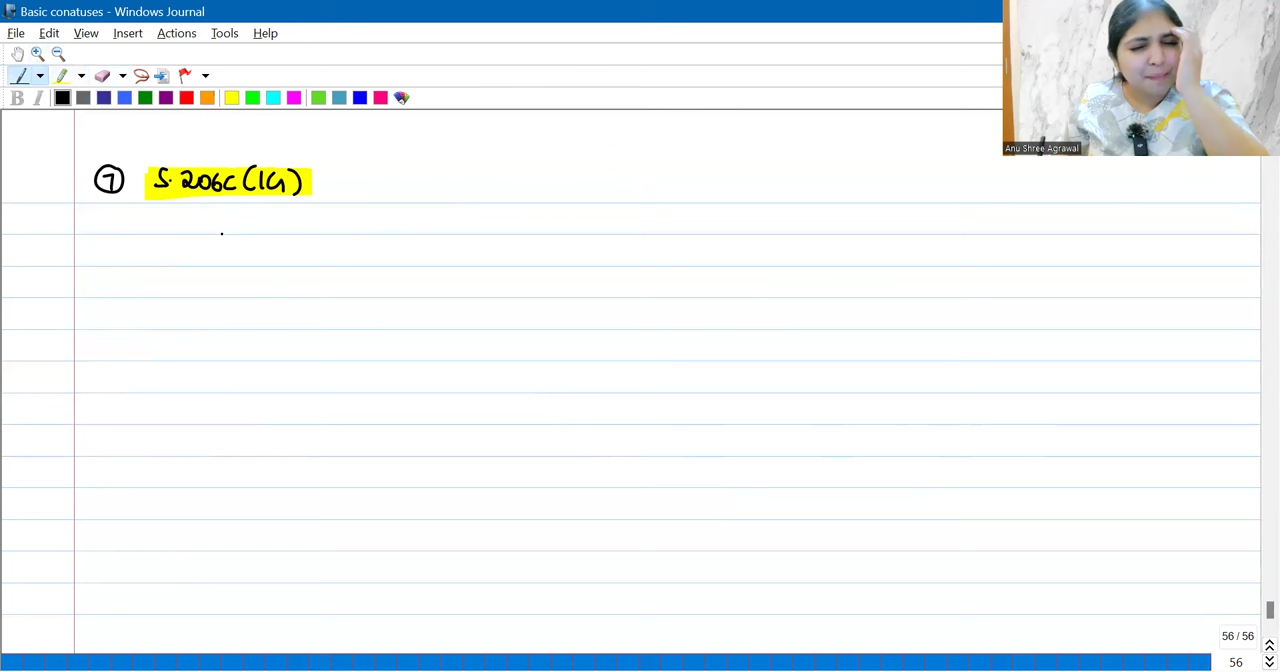 Basic conatuses - Windows Journal
File Edit View Insert Actions Tools Help
B I
Anu Shree Agrawal
7 S. 206C (1G)
56 / 56
56